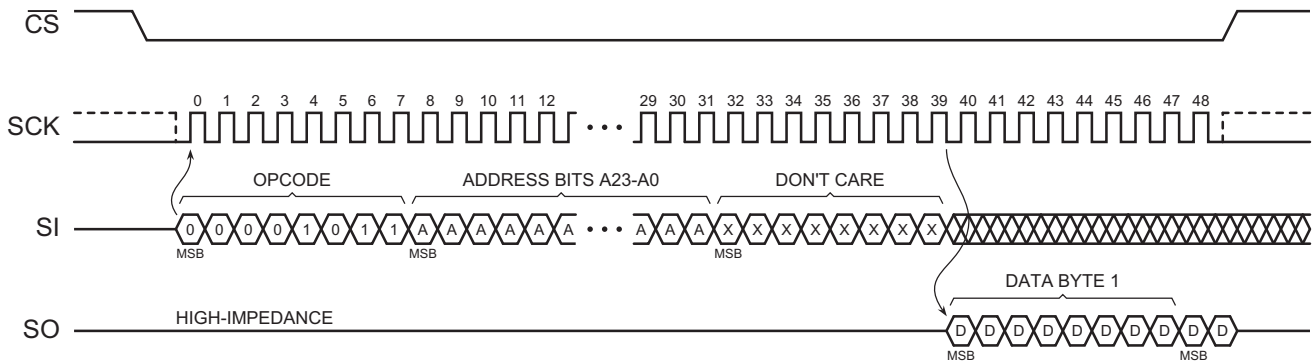 CS
0 1 2 3 4 5 6 7 8 9 10 11 12 29 30 31 32 33 34 35 36 37 38 39 40 41 42 43 44 45 46 47 48
SCK
OPCODE ADDRESS BITS A23-A0 DON'T CARE
SI 0 0 0 0 1 0 1 1 A A A A A A A A A X X X X X X X X
MSB MSB MSB
DATA BYTE 1
SO HIGH-IMPEDANCE D D D D D D D D D D
MSB MSB